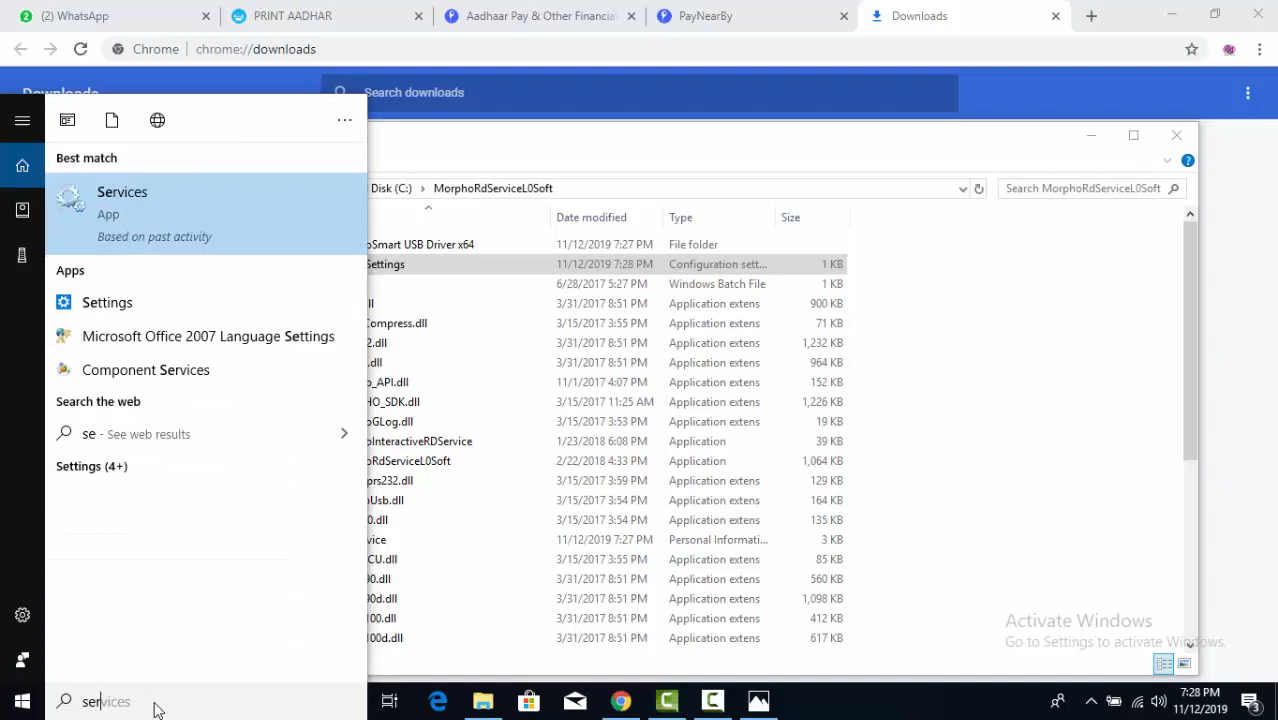 (2) WhatsApp
PRINT AADHAR
Aadhaar Pay & Other Financial
PayNearBy
Downloads
Chrome chrome://downloads
Downloads
Search downloads
Best match
Services
App
Based on past activity
Apps
Settings
Microsoft Office 2007 Language Settings
Component Services
Search the web
se - See web results
Settings (4+)
services
Disk (C:) MorphoRdServiceL0Soft
Search MorphoRdServiceL0Soft
Date modified Type Size
oSmart USB Driver x64 11/12/2019 7:27 PM File folder
Settings 11/12/2019 7:28 PM Configuration sett... 1 KB
6/28/2017 5:27 PM Windows Batch File 1 KB
ll 3/31/2017 8:51 PM Application extens 900 KB
Compress.dll 3/15/2017 3:55 PM Application extens 71 KB
2.dll 3/31/2017 8:51 PM Application extens 1,232 KB
.dll 3/31/2017 8:51 PM Application extens 964 KB
o_API.dll 11/1/2017 4:07 PM Application extens 152 KB
HO_SDK.dll 3/15/2017 11:25 AM Application extens 1,226 KB
oGLog.dll 3/15/2017 3:53 PM Application extens 19 KB
oInteractiveRDService 1/23/2018 6:08 PM Application 39 KB
oRdServiceL0Soft 2/22/2018 4:33 PM Application 1,064 KB
prs232.dll 3/15/2017 3:59 PM Application extens 129 KB
oUsb.dll 3/15/2017 3:54 PM Application extens 164 KB
0.dll 3/15/2017 3:54 PM Application extens 135 KB
vice 11/12/2019 7:27 PM Personal Informati... 3 KB
CU.dll 3/15/2017 3:55 PM Application extens 85 KB
90.dll 3/31/2017 8:51 PM Application extens 560 KB
90d.dll 3/31/2017 8:51 PM Application extens 1,098 KB
100.dll 3/31/2017 8:51 PM Application extens 412 KB
100d.dll 3/31/2017 8:51 PM Application extens 617 KB
Activate Windows
Go to Settings to activate Windows.
7:28 PM
11/12/2019
3